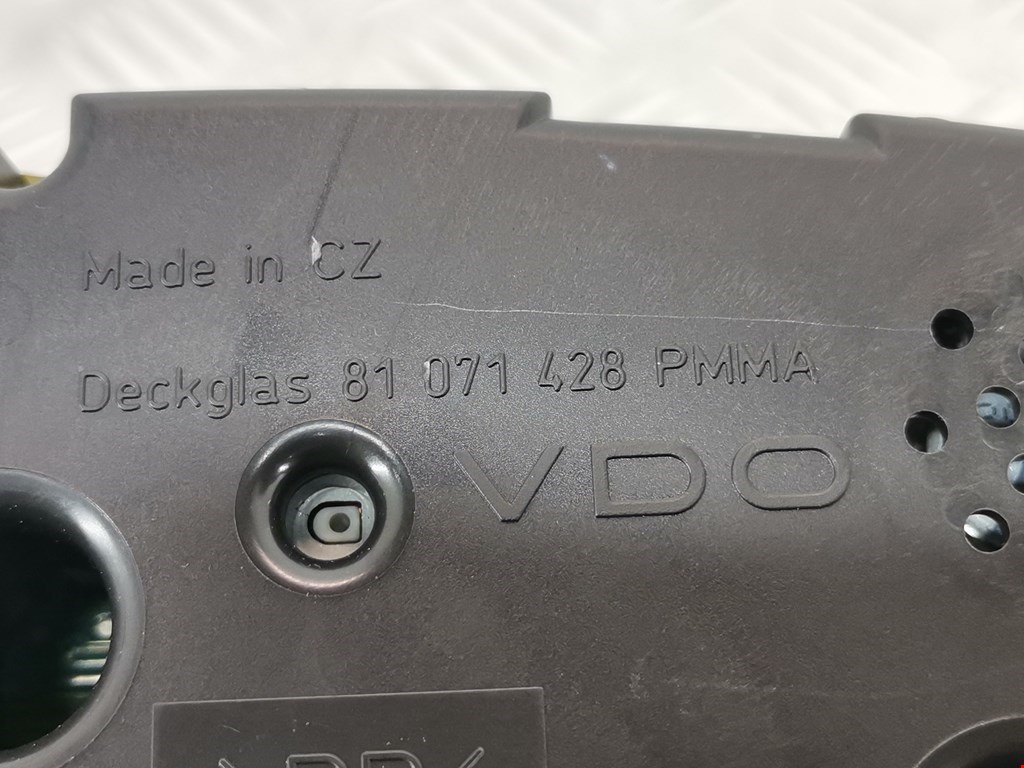 Made in CZ
Deckglas 81 071 428 PMMA
VDO